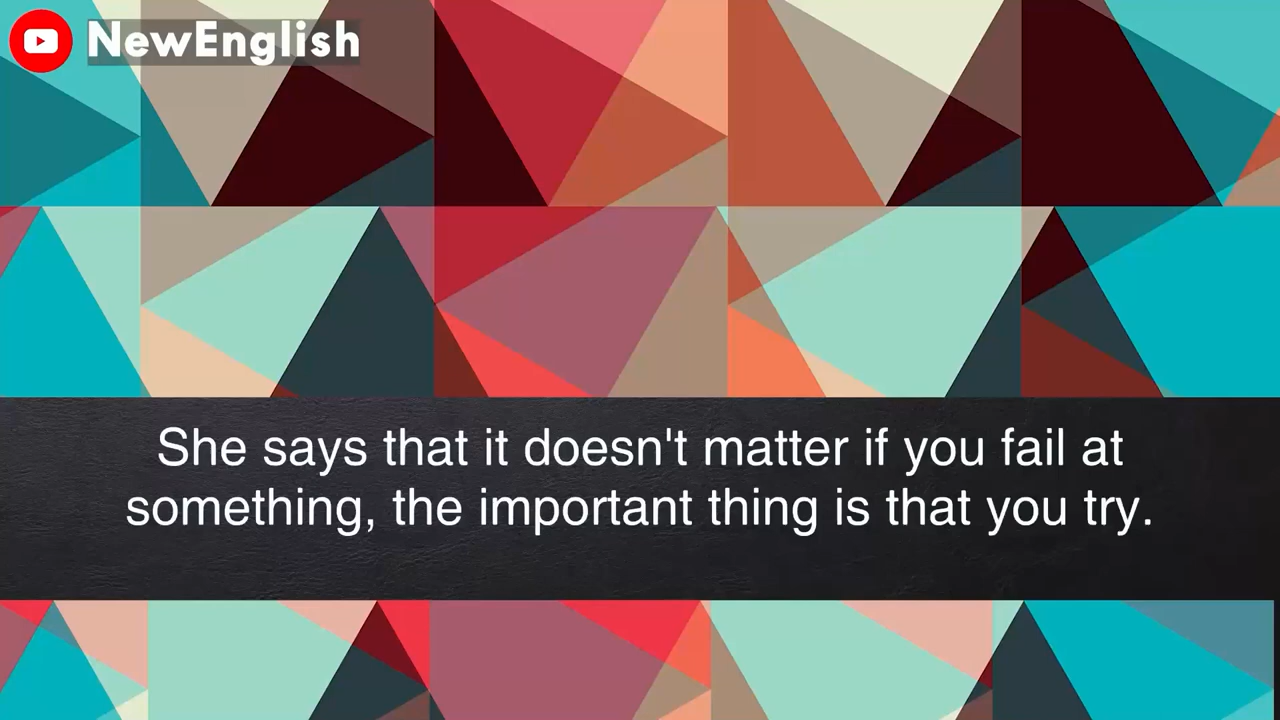 NewEnglish
She says that it doesn't matter if you fail at
something, the important thing is that you try.